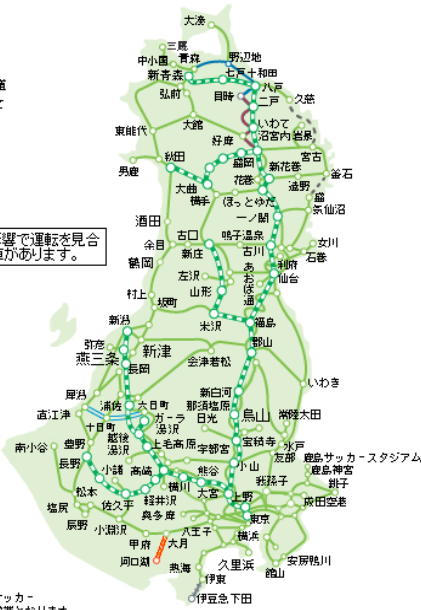 大湊
三厩
中小国
青森
野辺地
新青森
七戸十和田
弘前
目時
八戸
二戸
久慈
大館
いわて
沼宮内
岩泉
東能代
好摩
秋田
盛岡
宮古
男鹿
新花巻
釜石
大曲
花巻
遠野
横手
ほっとゆだ
盛
一ノ関
気仙沼
酒田
古口
鳴子温泉
女川
余目
新庄
古川
石巻
響で運転を見合
があります。
鶴岡
利府
左沢
あおば通
仙台
村上
山形
坂町
新潟
米沢
福島
弥彦
郡山
燕三条
新津
会津若松
長岡
いわき
犀潟
新白河
浦佐
六日町
那須塩原
直江津
ガーラ
湯沢
日光
烏山
常陸太田
十日町
南小谷
豊野
越後
湯沢
上毛高原
宇都宮
宝積寺
水戸
友部
鹿島サッカースタジアム
長野
小諸
高崎
熊谷
小山
鹿島神宮
横川
我孫子
銚子
松本
軽井沢
大宮
上野
成田空港
塩尻
佐久平
奥多摩
東京
辰野
小淵沢
八王子
甲府
大月
横浜
河口湖
熱海
久里浜
安房鴨川
館山
伊東
伊豆急下田
ッカー